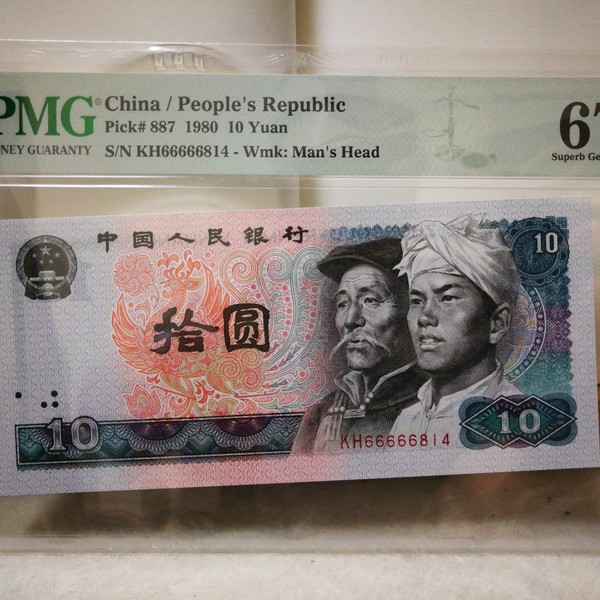 PMG® China / People's Republic
Pick# 887 1980 10 Yuan
NEY GUARANTY S/N KH66666814 - Wmk: Man's Head
67
Superb Ge
中国人民银行
10
拾圆
10
KH66666814
10